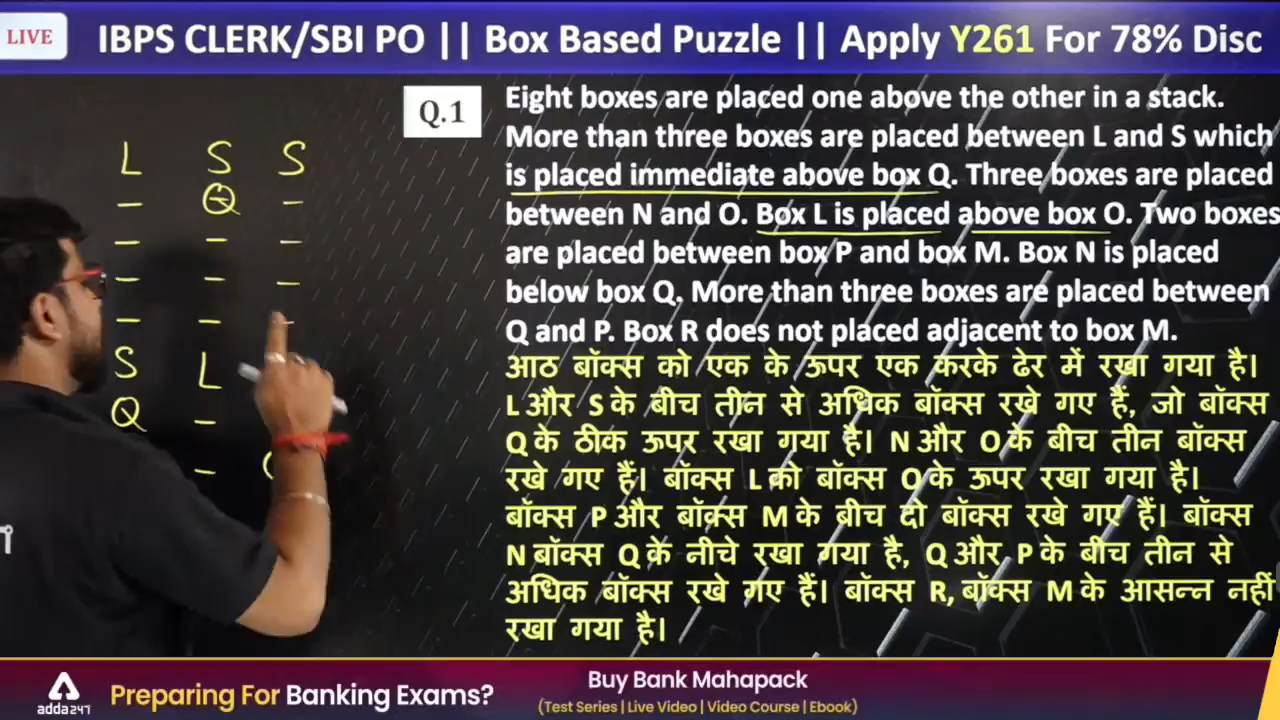 LIVE
IBPS CLERK/SBI PO || Box Based Puzzle || Apply Y261 For 78% Disc
Q.1
Eight boxes are placed one above the other in a stack.
More than three boxes are placed between L and S which
is placed immediate above box Q. Three boxes are placed
between N and O. Box L is placed above box O. Two boxes
are placed between box P and box M. Box N is placed
below box Q. More than three boxes are placed between
Q and P. Box R does not placed adjacent to box M.
आठ बॉक्स को एक के ऊपर एक करके ढेर में रखा गया है।
L और S के बीच तीन से अधिक बॉक्स रखे गए हैं, जो बॉक्स
Q के ठीक ऊपर रखा गया है। N और O के बीच तीन बॉक्स
रखे गए हैं। बॉक्स L को बॉक्स O के ऊपर रखा गया है।
बॉक्स P और बॉक्स M के बीच दो बॉक्स रखे गए हैं। बॉक्स
N बॉक्स Q के नीचे रखा गया है, Q और P के बीच तीन से
अधिक बॉक्स रखे गए हैं। बॉक्स R, बॉक्स M के आसन्न नहीं
रखा गया है।
L S S
– Q –
– – –
– – –
– – –
S L
Q –
–
adda247
Preparing For Banking Exams?
Buy Bank Mahapack
(Test Series | Live Video | Video Course | Ebook)